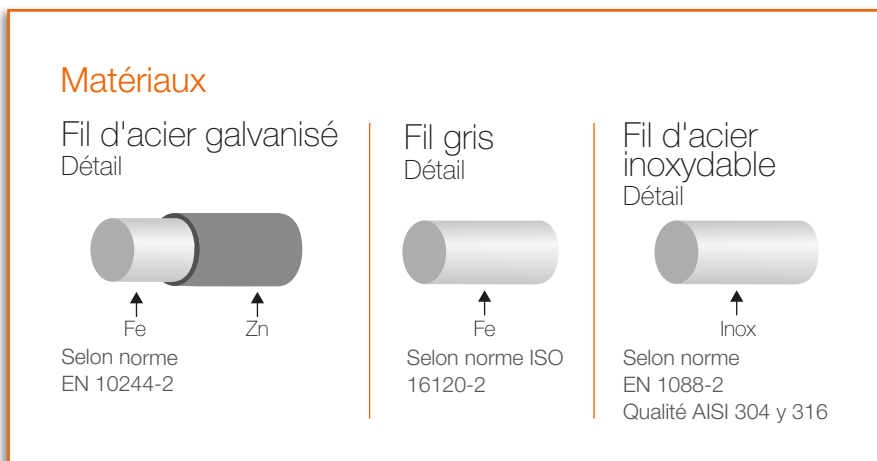 Matériaux
Fil d'acier galvanisé
Détail
Fe
Zn
Selon norme
EN 10244-2
Fil gris
Détail
Fe
Selon norme ISO
16120-2
Fil d'acier
inoxydable
Détail
Inox
Selon norme
EN 1088-2
Qualité AISI 304 y 316